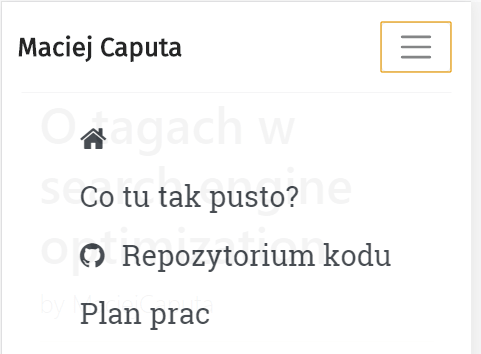 Maciej Caputa
O tagach w
search engine
optimization
by MaciejCaputa
Co tu tak pusto?
Repozytorium kodu
Plan prac